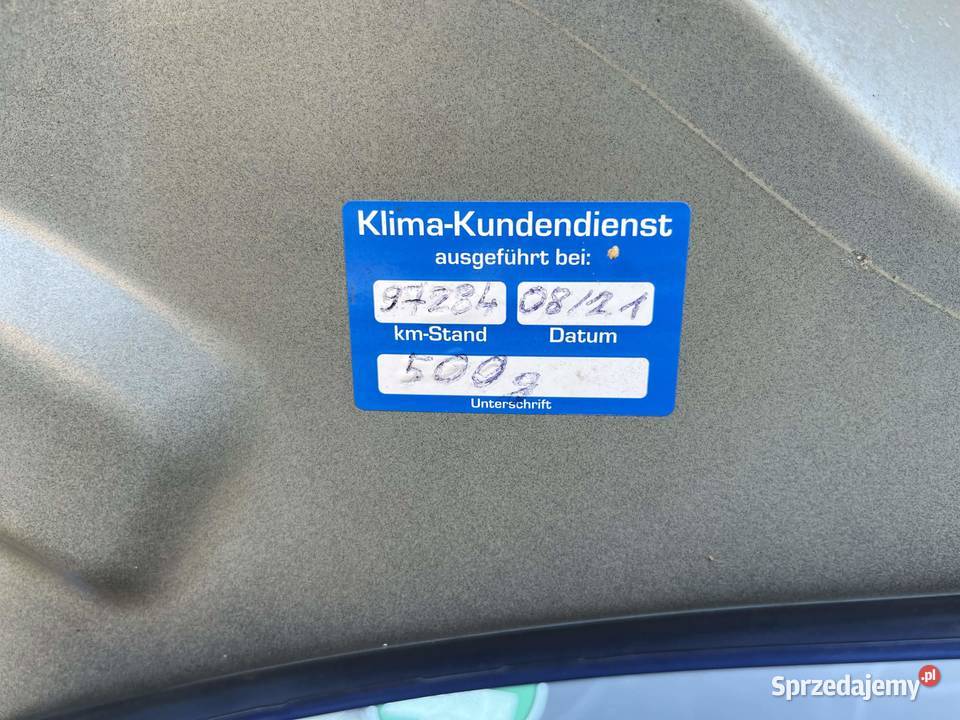 Klima-Kundendienst
ausgeführt bei:
97284 08/21
km-Stand Datum
500g
Unterschrift
Sprzedajemy.pl